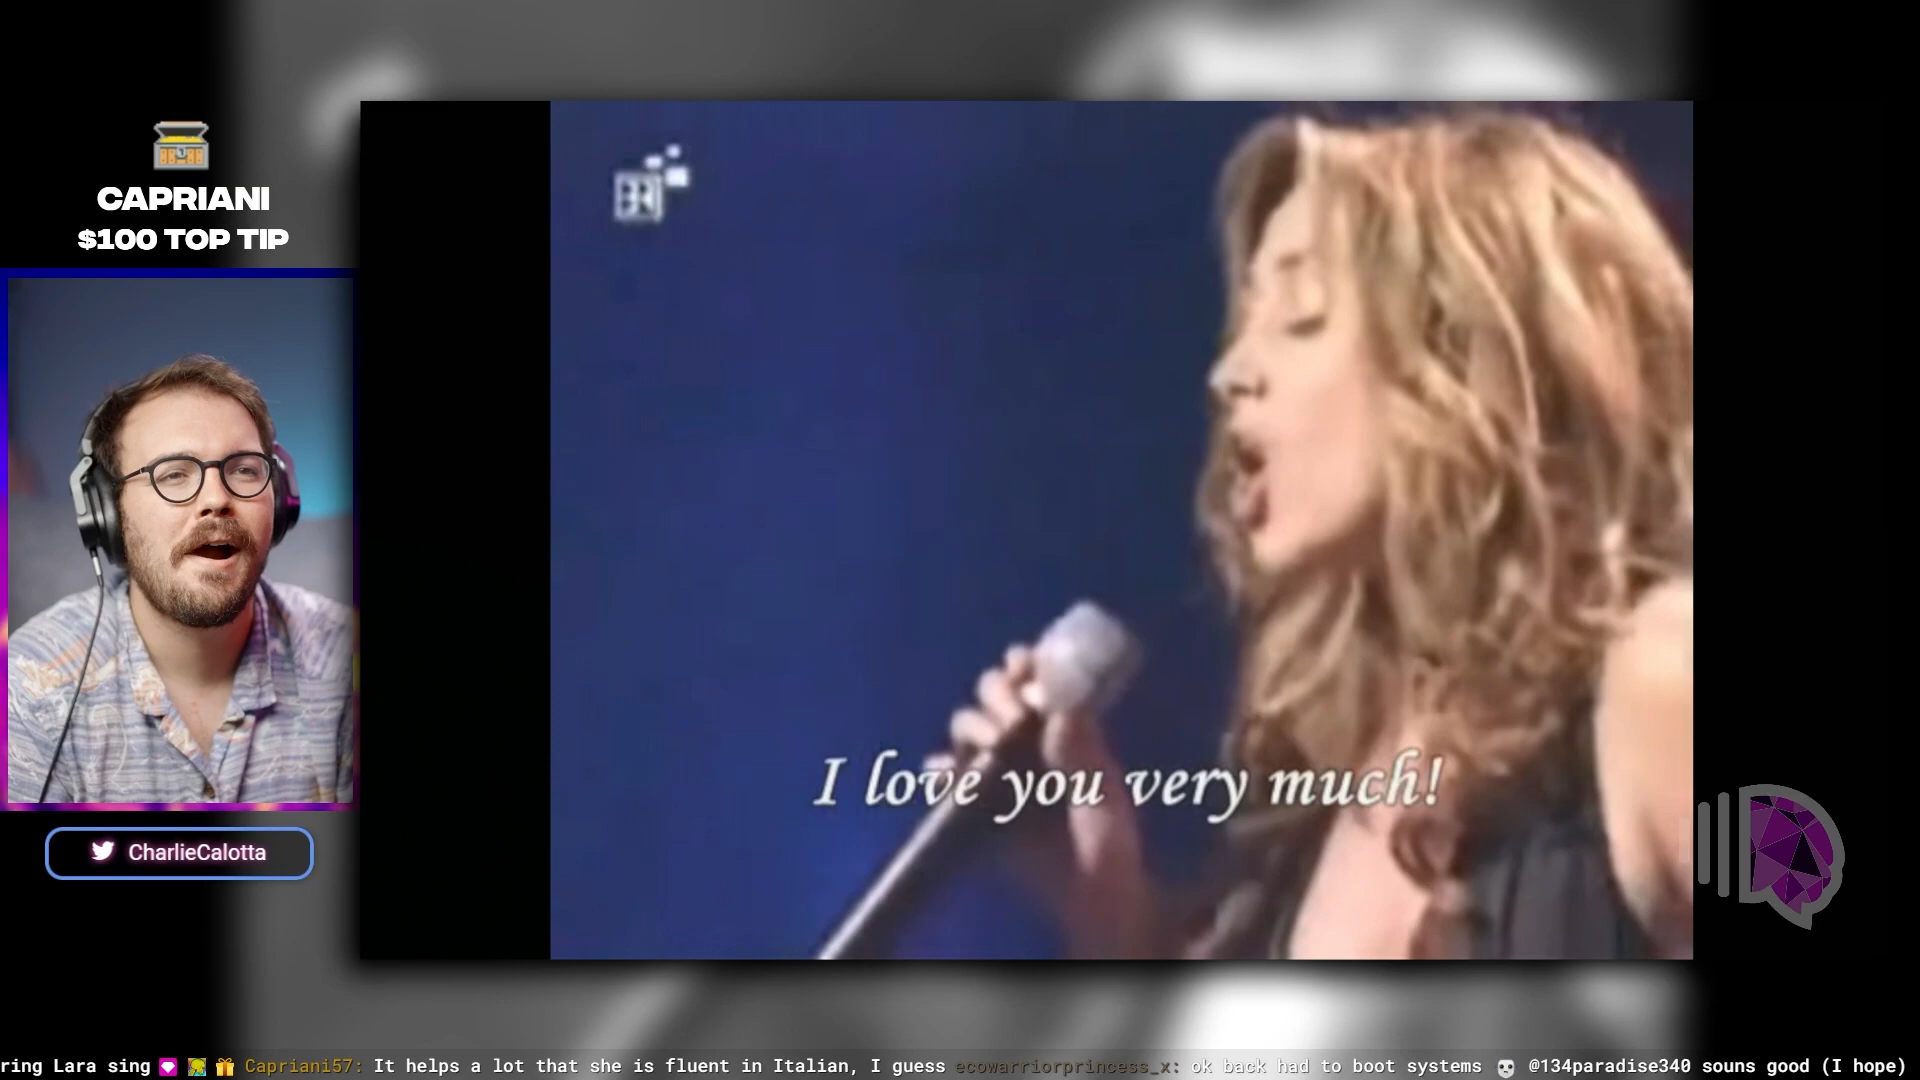 CAPRIANI
$100 TOP TIP
I love you very much!
CharlieCalotta
ring Lara sing Capriani57: It helps a lot that she is fluent in Italian, I guess ecowarriorprincess_x: ok back had to boot systems @134paradise340 souns good (I hope)